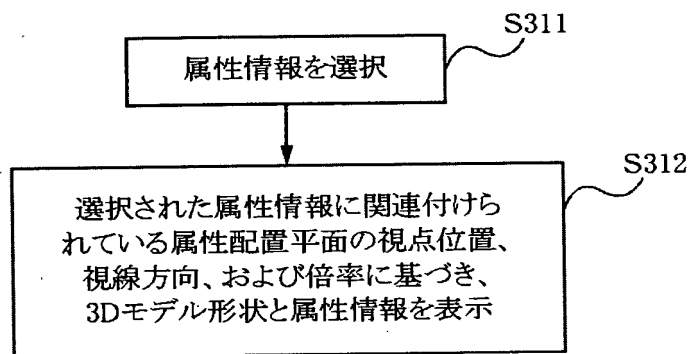 S311
属性情報を選択
S312
選択された属性情報に関連付けら
れている属性配置平面の視点位置、
視線方向、および倍率に基づき、
3Dモデル形状と属性情報を表示